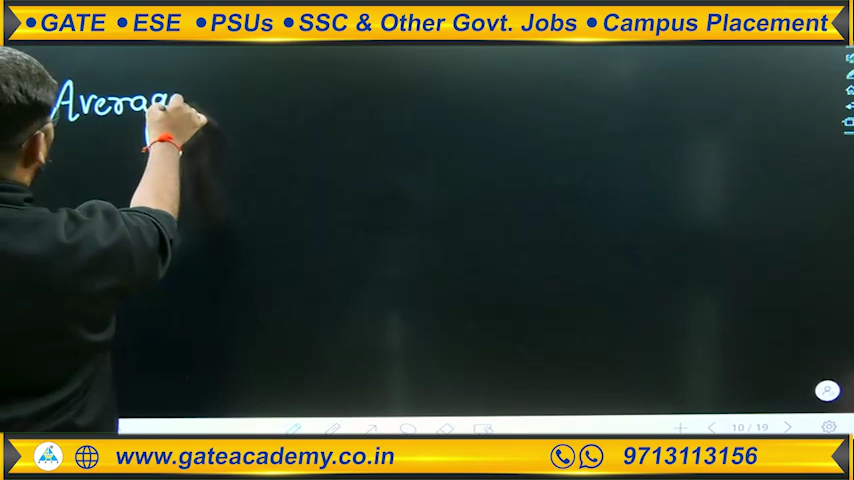 •GATE •ESE •PSUs •SSC & Other Govt. Jobs •Campus Placement
Averag
10 / 19
www.gateacademy.co.in
9713113156